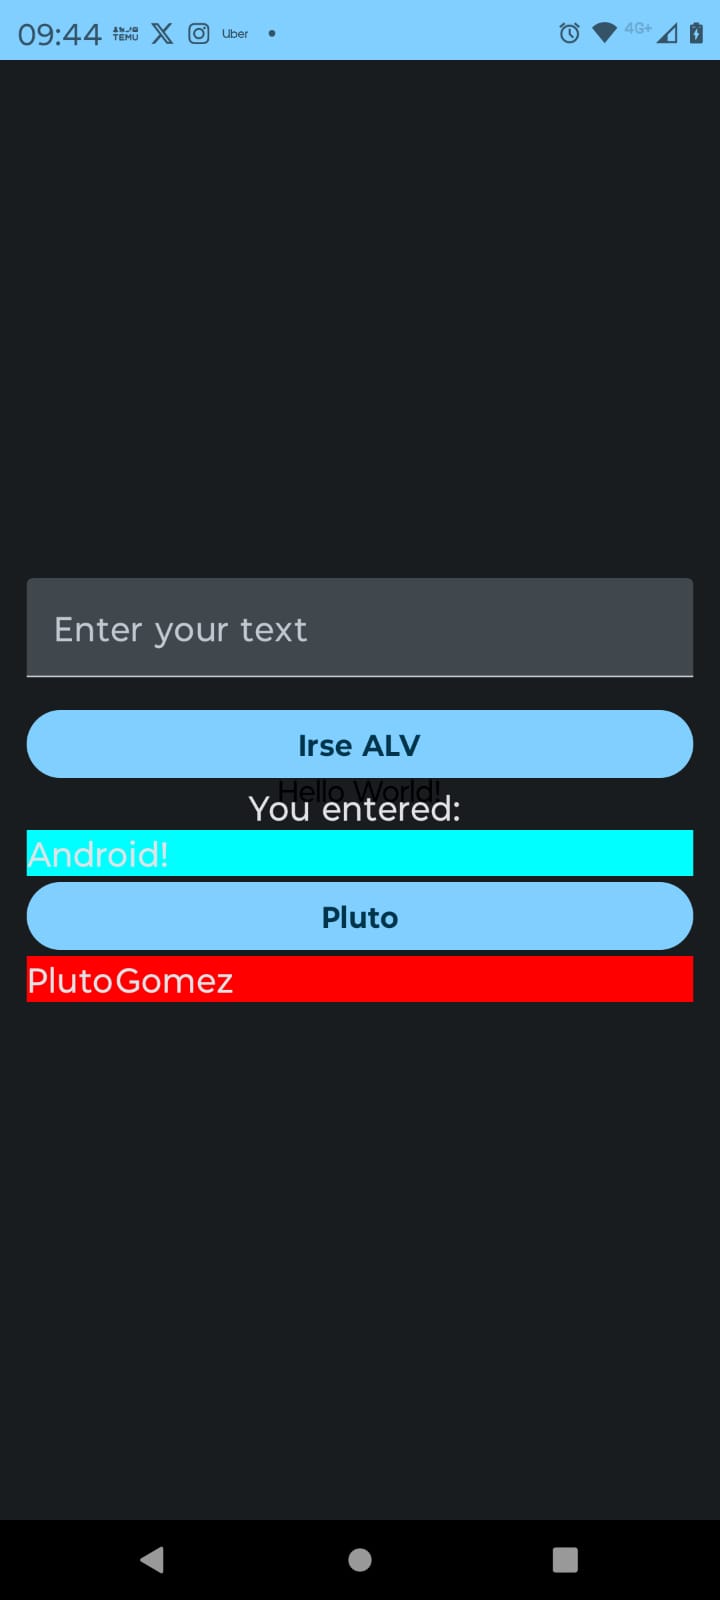 09:44 TEMU Uber 4G+
Enter your text
Irse ALV
Hello World!
You entered:
Android!
Pluto
PlutoGomez